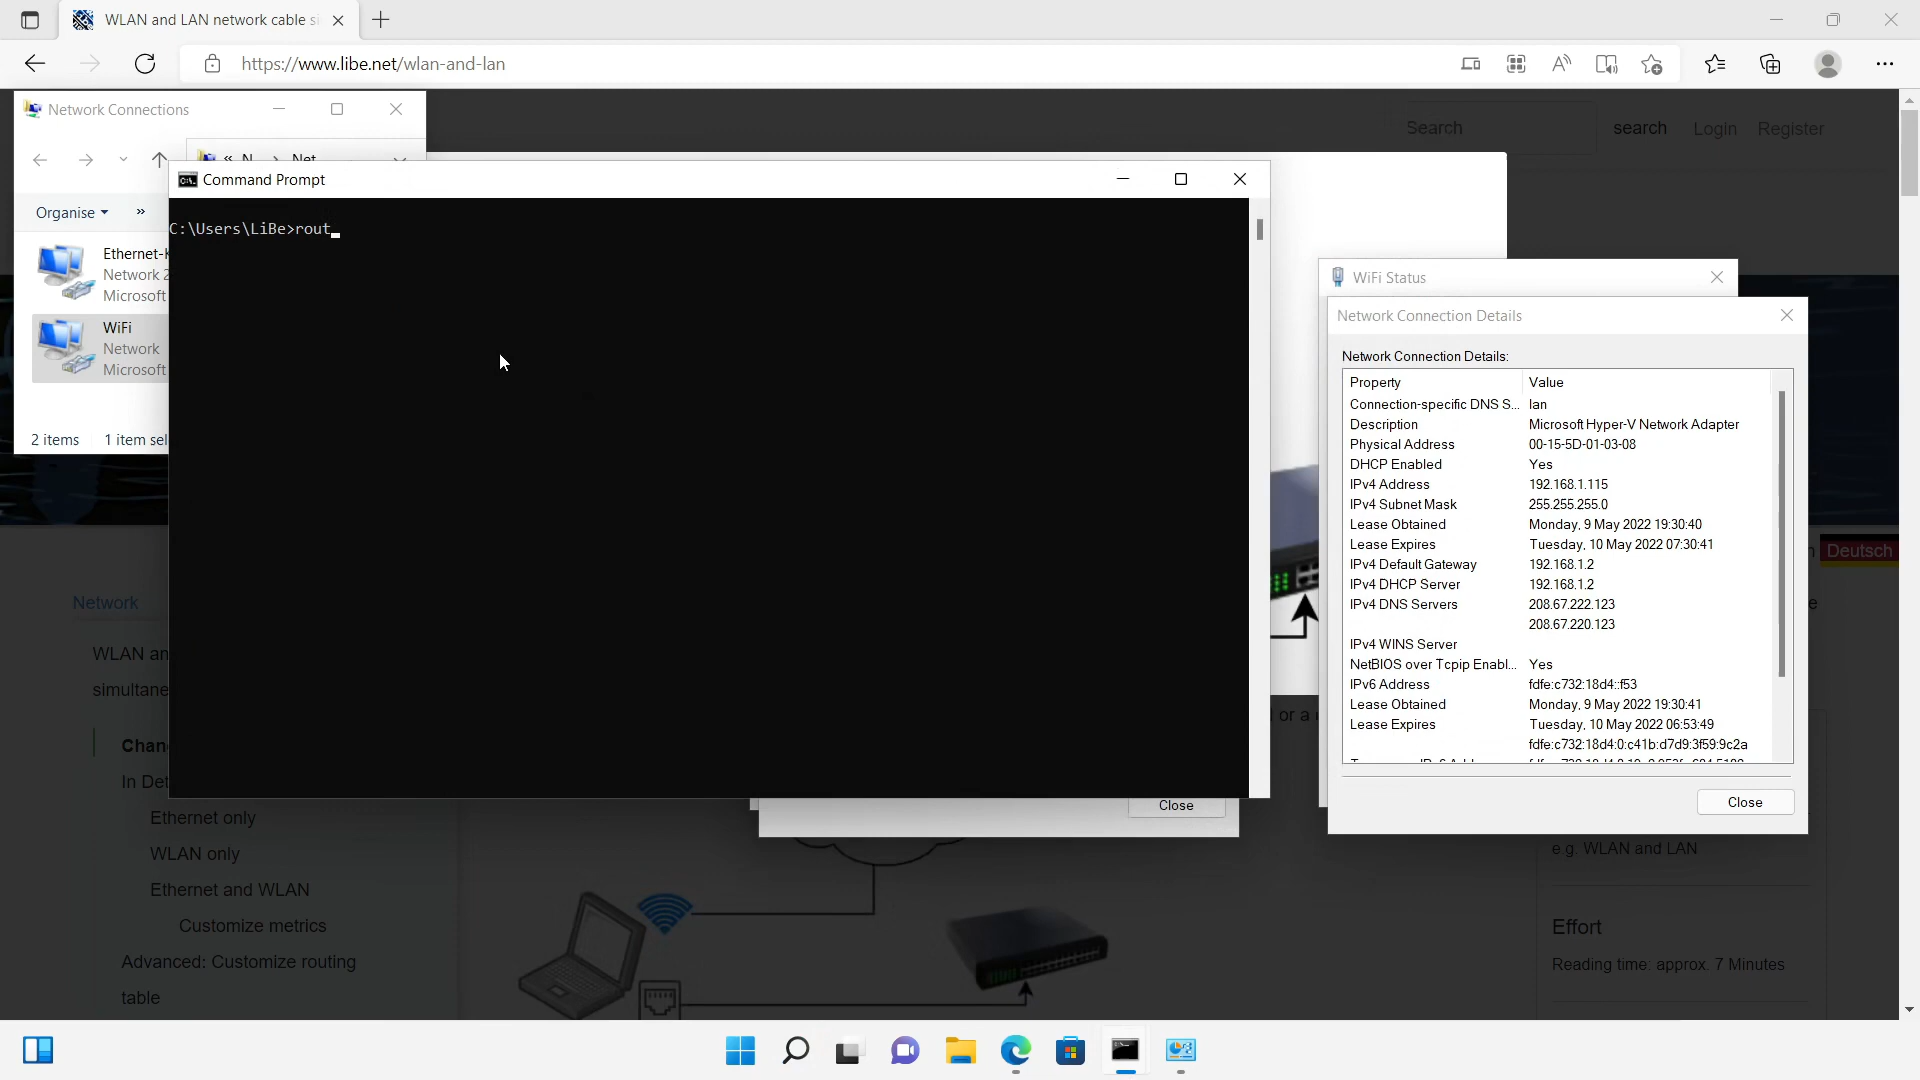 WLAN and LAN network cable si
https://www.libe.net/wlan-and-lan
Network Connections
« N > Net
Search
search
Login
Register
Command Prompt
Organise
»
C:\Users\LiBe>rout_
Ethernet-
Network 2
Microsoft
WiFi
Network
Microsoft
2 items
1 item sel
WiFi Status
Network Connection Details
Network Connection Details:
Property Value
Connection-specific DNS S... lan
Description Microsoft Hyper-V Network Adapter
Physical Address 00-15-5D-01-03-08
DHCP Enabled Yes
IPv4 Address 192.168.1.115
IPv4 Subnet Mask 255.255.255.0
Lease Obtained Monday, 9 May 2022 19:30:40
Lease Expires Tuesday, 10 May 2022 07:30:41
IPv4 Default Gateway 192.168.1.2
IPv4 DHCP Server 192.168.1.2
IPv4 DNS Servers 208.67.222.123
208.67.220.123
IPv4 WINS Server
NetBIOS over Tcpip Enabl... Yes
IPv6 Address fdfe:c732:18d4::f53
Lease Obtained Monday, 9 May 2022 19:30:41
Lease Expires Tuesday, 10 May 2022 06:53:49
fdfe:c732:18d4:0:c41b:d7d9:3f59:9c2a
Close
Close
Deutsch
Network
WLAN an
simultane
Chan
In Det
Ethernet only
WLAN only
Ethernet and WLAN
Customize metrics
Advanced: Customize routing
table
or a
e.g. WLAN and LAN
Effort
Reading time: approx. 7 Minutes